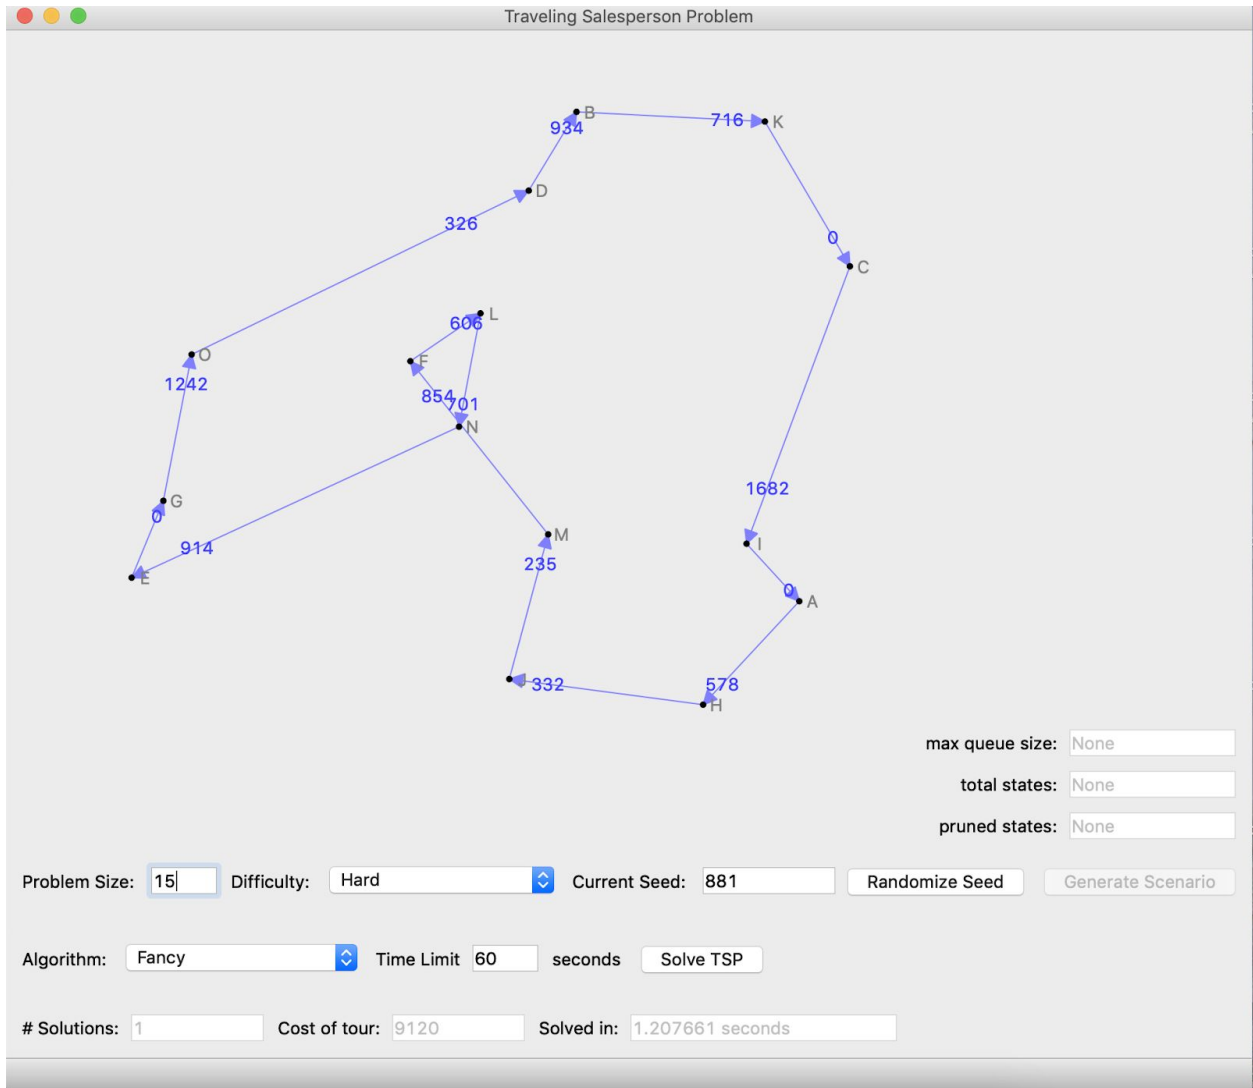 Traveling Salesperson Problem
B
934
716
K
D
326
0
C
L
606
O
F
1242
854
701
N
1682
G
0
M
I
914
235
E
0
A
332
578
H
max queue size: None
total states: None
pruned states: None
Problem Size: 15 Difficulty: Hard Current Seed: 881 Randomize Seed Generate Scenario
Algorithm: Fancy Time Limit 60 seconds Solve TSP
# Solutions: 1 Cost of tour: 9120 Solved in: 1.207661 seconds